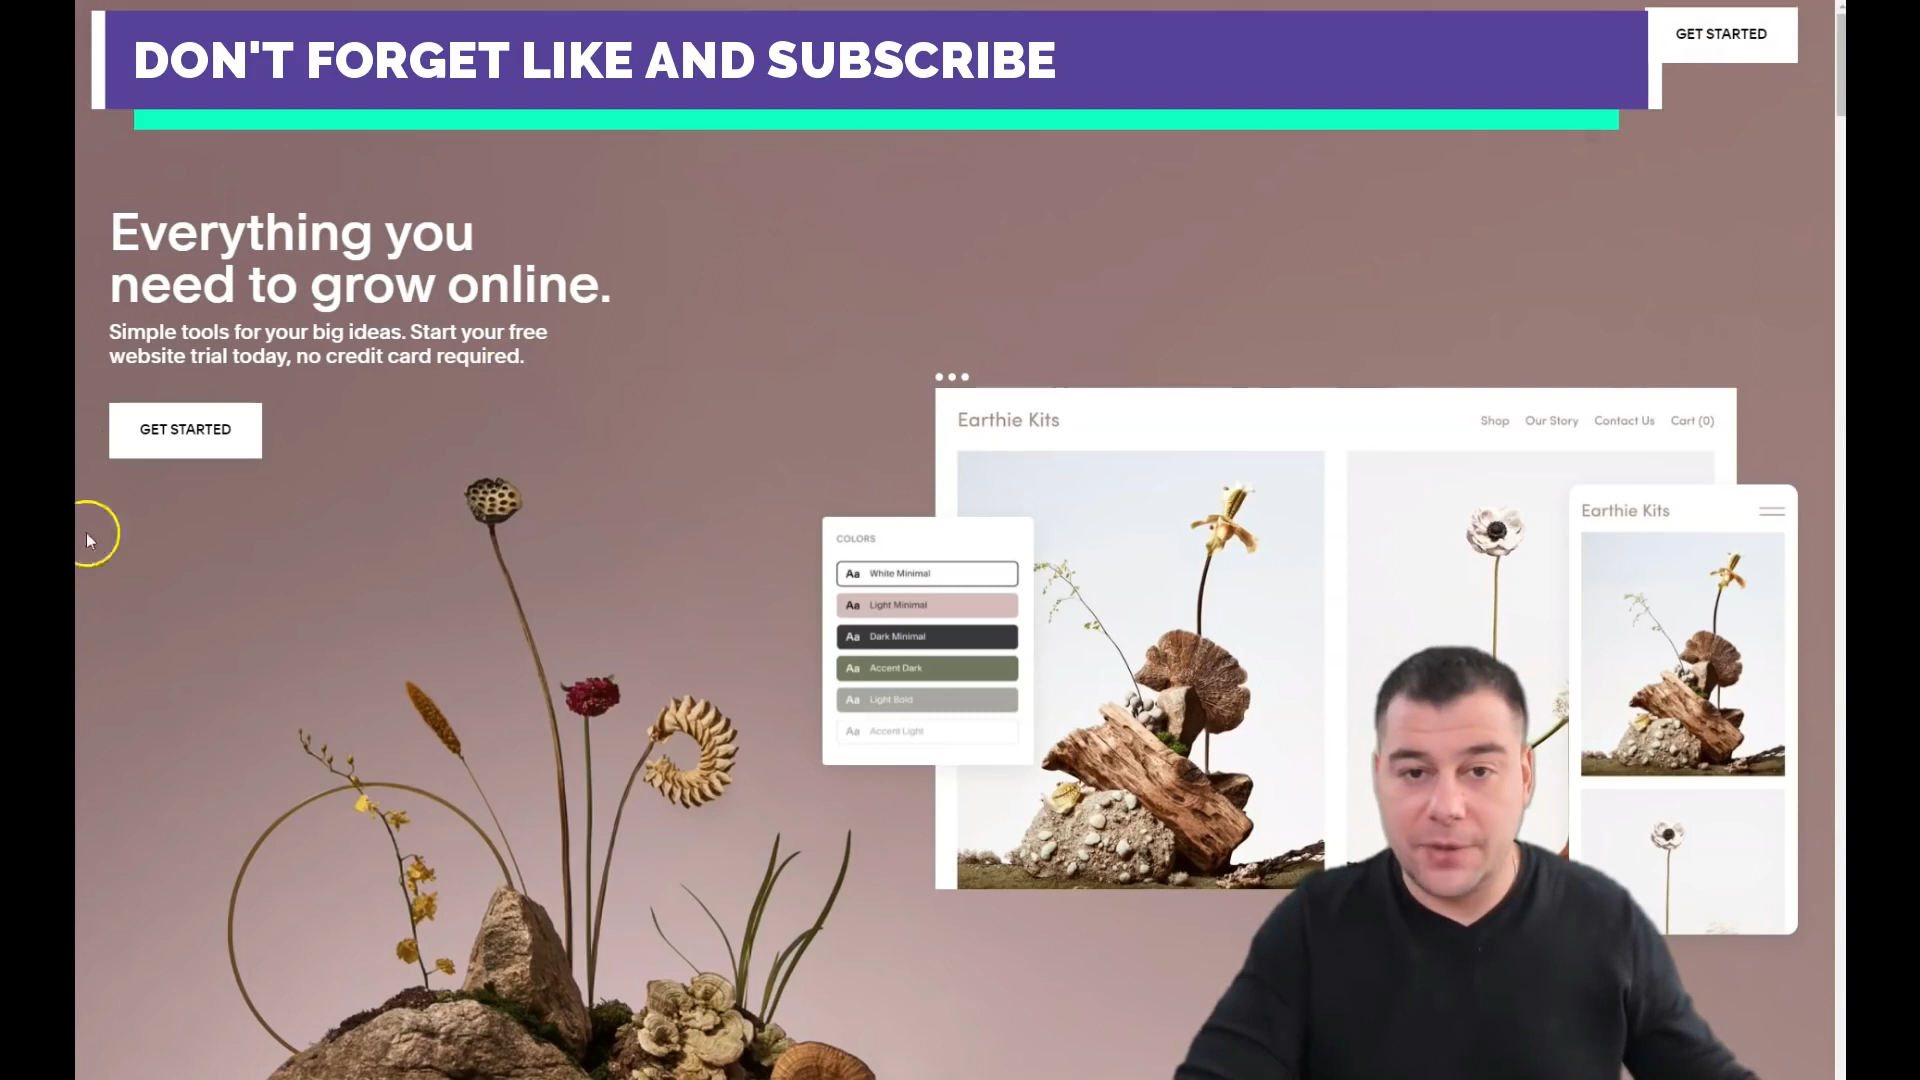 DON'T FORGET LIKE AND SUBSCRIBE
GET STARTED
Everything you
need to grow online.
Simple tools for your big ideas. Start your free
website trial today, no credit card required.
GET STARTED
Earthie Kits
Shop Our Story Contact Us Cart (0)
Earthie Kits
COLORS
Aa White Minimal
Aa Light Minimal
Aa Dark Minimal
Aa Accent Dark
Aa Light Bold
Aa Accent Light